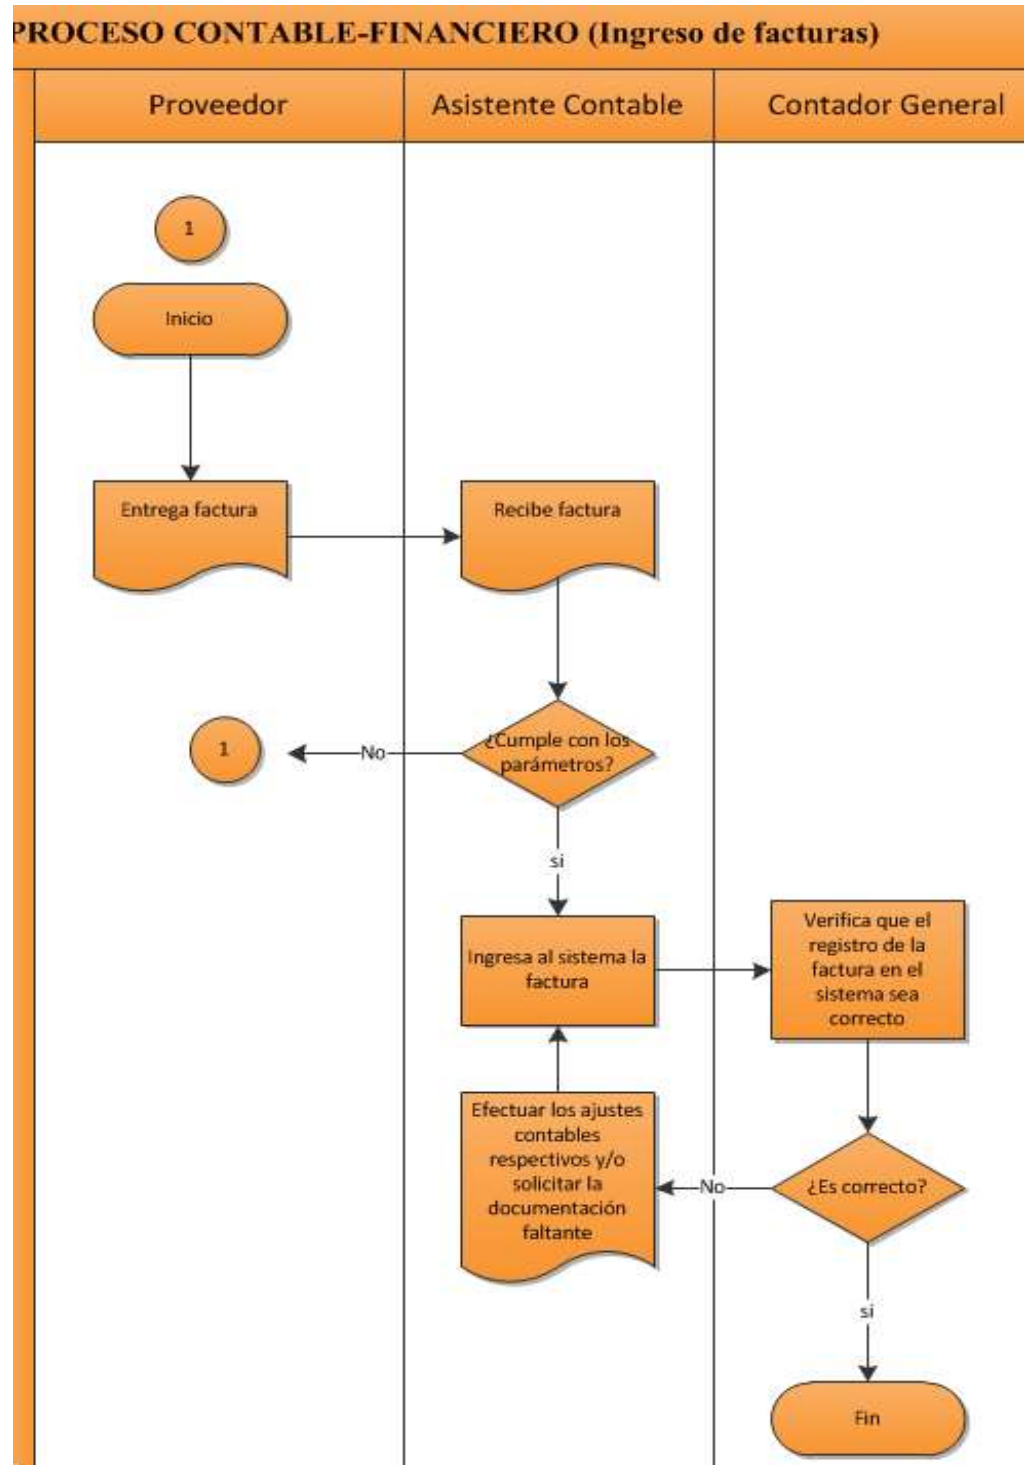 PROCESO CONTABLE-FINANCIERO (Ingreso de facturas)
Proveedor
Asistente Contable
Contador General
1
Inicio
Entrega factura
Recibe factura
¿Cumple con los
parámetros?
No
1
si
Ingresa al sistema la
factura
Verifica que el
registro de la
factura en el
sistema sea
correcto
Efectuar los ajustes
contables
respectivos y/o
solicitar la
documentación
faltante
No
¿Es correcto?
si
Fin